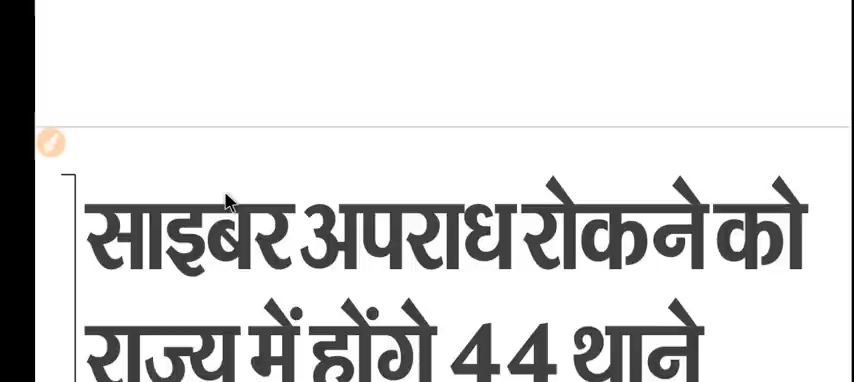 साइबर अपराध रोकने को
राज्य में होंगे 44 थाने